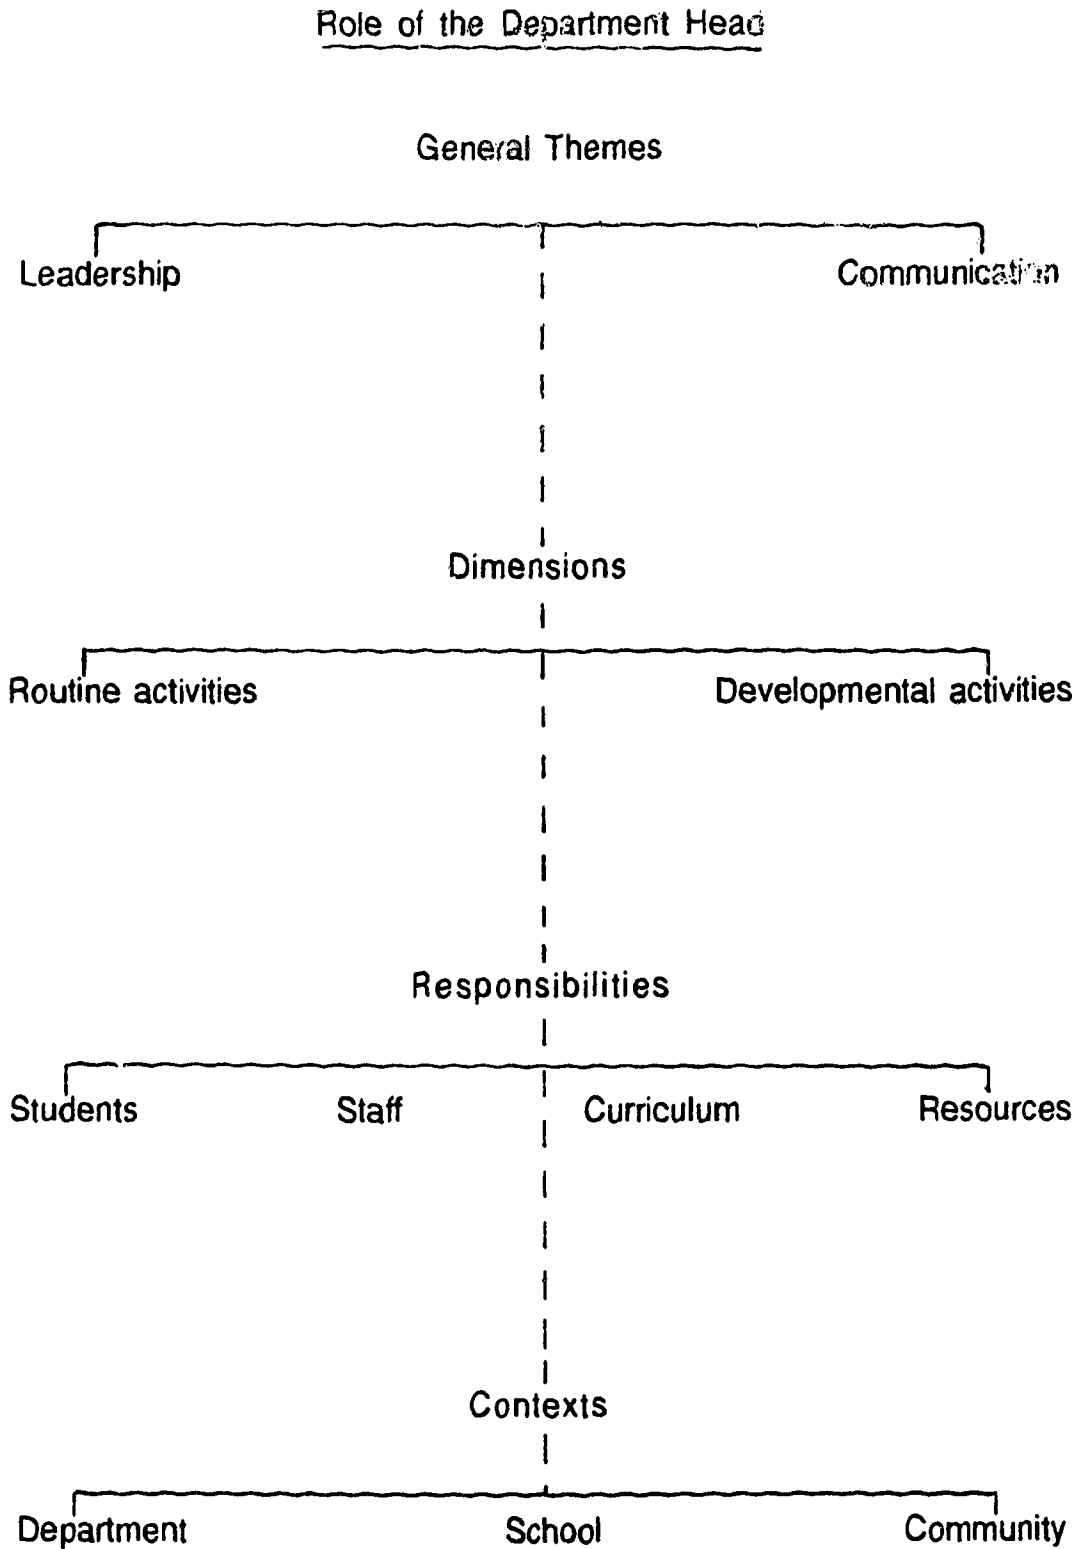 Role of the Department Head
General Themes
Leadership Communication
Dimensions
Routine activities Developmental activities
Responsibilities
Students Staff Curriculum Resources
Contexts
Department School Community